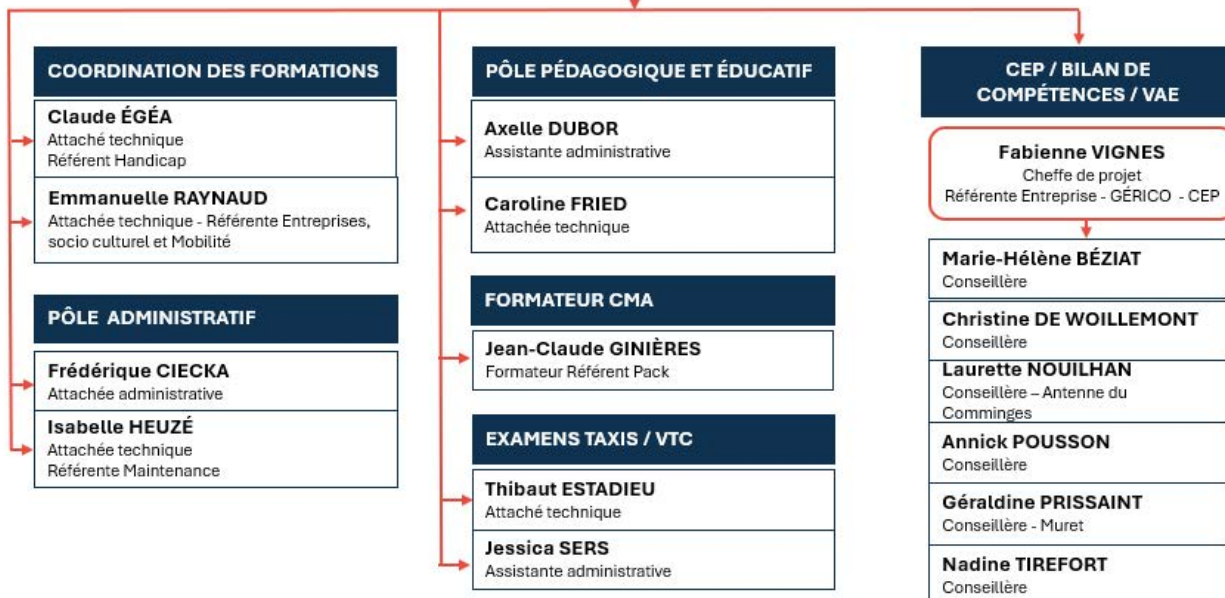 COORDINATION DES FORMATIONS
Claude ÉGÉA
Attaché technique
Référent Handicap
Emmanuelle RAYNAUD
Attachée technique - Référente Entreprises,
socio culturel et Mobilité
PÔLE ADMINISTRATIF
Frédérique CIECKA
Attachée administrative
Isabelle HEUZÉ
Attachée technique
Référente Maintenance
PÔLE PÉDAGOGIQUE ET ÉDUCATIF
Axelle DUBOR
Assistante administrative
Caroline FRIED
Attachée technique
FORMATEUR CMA
Jean-Claude GINIÈRES
Formateur Référent Pack
EXAMENS TAXIS / VTC
Thibaut ESTADIEU
Attaché technique
Jessica SERS
Assistante administrative
CEP / BILAN DE
COMPÉTENCES / VAE
Fabienne VIGNES
Cheffe de projet
Référente Entreprise - GÉRICO - CEP
Marie-Hélène BÉZIAT
Conseillère
Christine DE WOILLEMONT
Conseillère
Laurette NOUILHAN
Conseillère – Antenne du
Comminges
Annick POUSSON
Conseillère
Géraldine PRISSAINT
Conseillère - Muret
Nadine TIREFORT
Conseillère